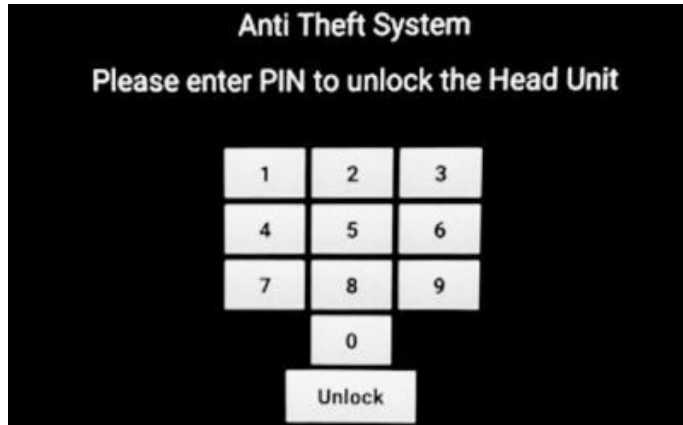 Anti Theft System
Please enter PIN to unlock the Head Unit
1 2 3
4 5 6
7 8 9
0
Unlock